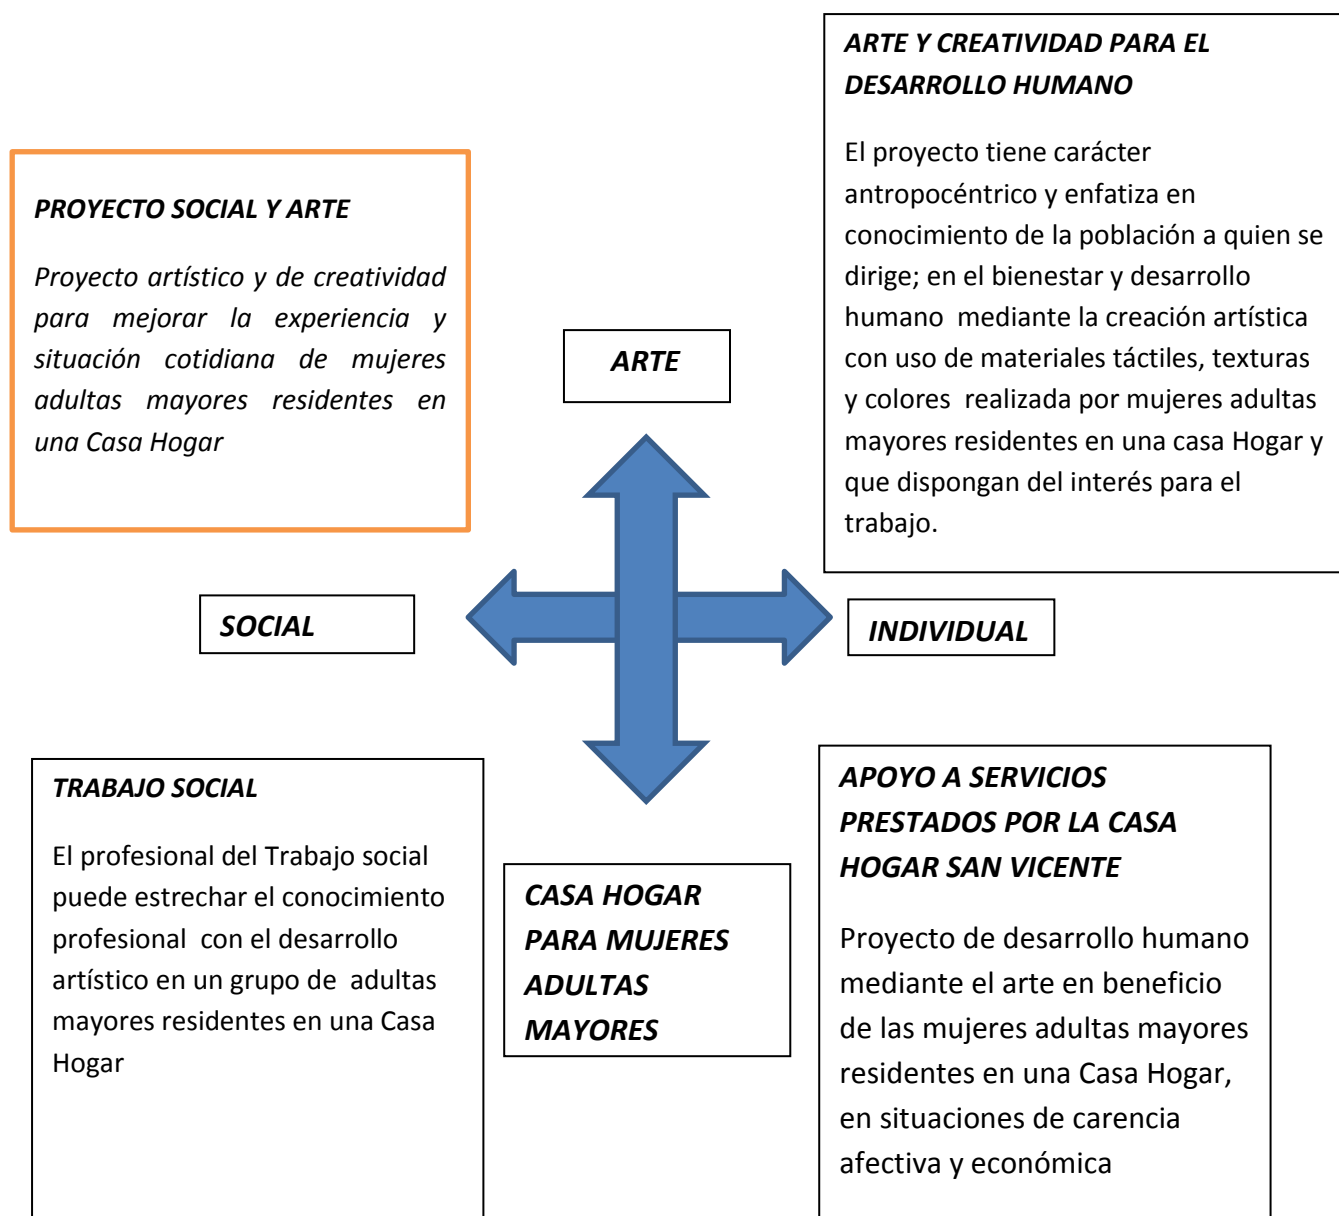 PROYECTO SOCIAL Y ARTE
Proyecto artístico y de creatividad
para mejorar la experiencia y
situación cotidiana de mujeres
adultas mayores residentes en
una Casa Hogar
ARTE Y CREATIVIDAD PARA EL
DESARROLLO HUMANO
El proyecto tiene carácter
antropocéntrico y enfatiza en
conocimiento de la población a quien se
dirige; en el bienestar y desarrollo
humano mediante la creación artística
con uso de materiales táctiles, texturas
y colores realizada por mujeres adultas
mayores residentes en una casa Hogar y
que dispongan del interés para el
trabajo.
ARTE
SOCIAL
INDIVIDUAL
TRABAJO SOCIAL
El profesional del Trabajo social
puede estrechar el conocimiento
profesional con el desarrollo
artístico en un grupo de adultas
mayores residentes en una Casa
Hogar
CASA HOGAR
PARA MUJERES
ADULTAS
MAYORES
APOYO A SERVICIOS
PRESTADOS POR LA CASA
HOGAR SAN VICENTE
Proyecto de desarrollo humano
mediante el arte en beneficio
de las mujeres adultas mayores
residentes en una Casa Hogar,
en situaciones de carencia
afectiva y económica